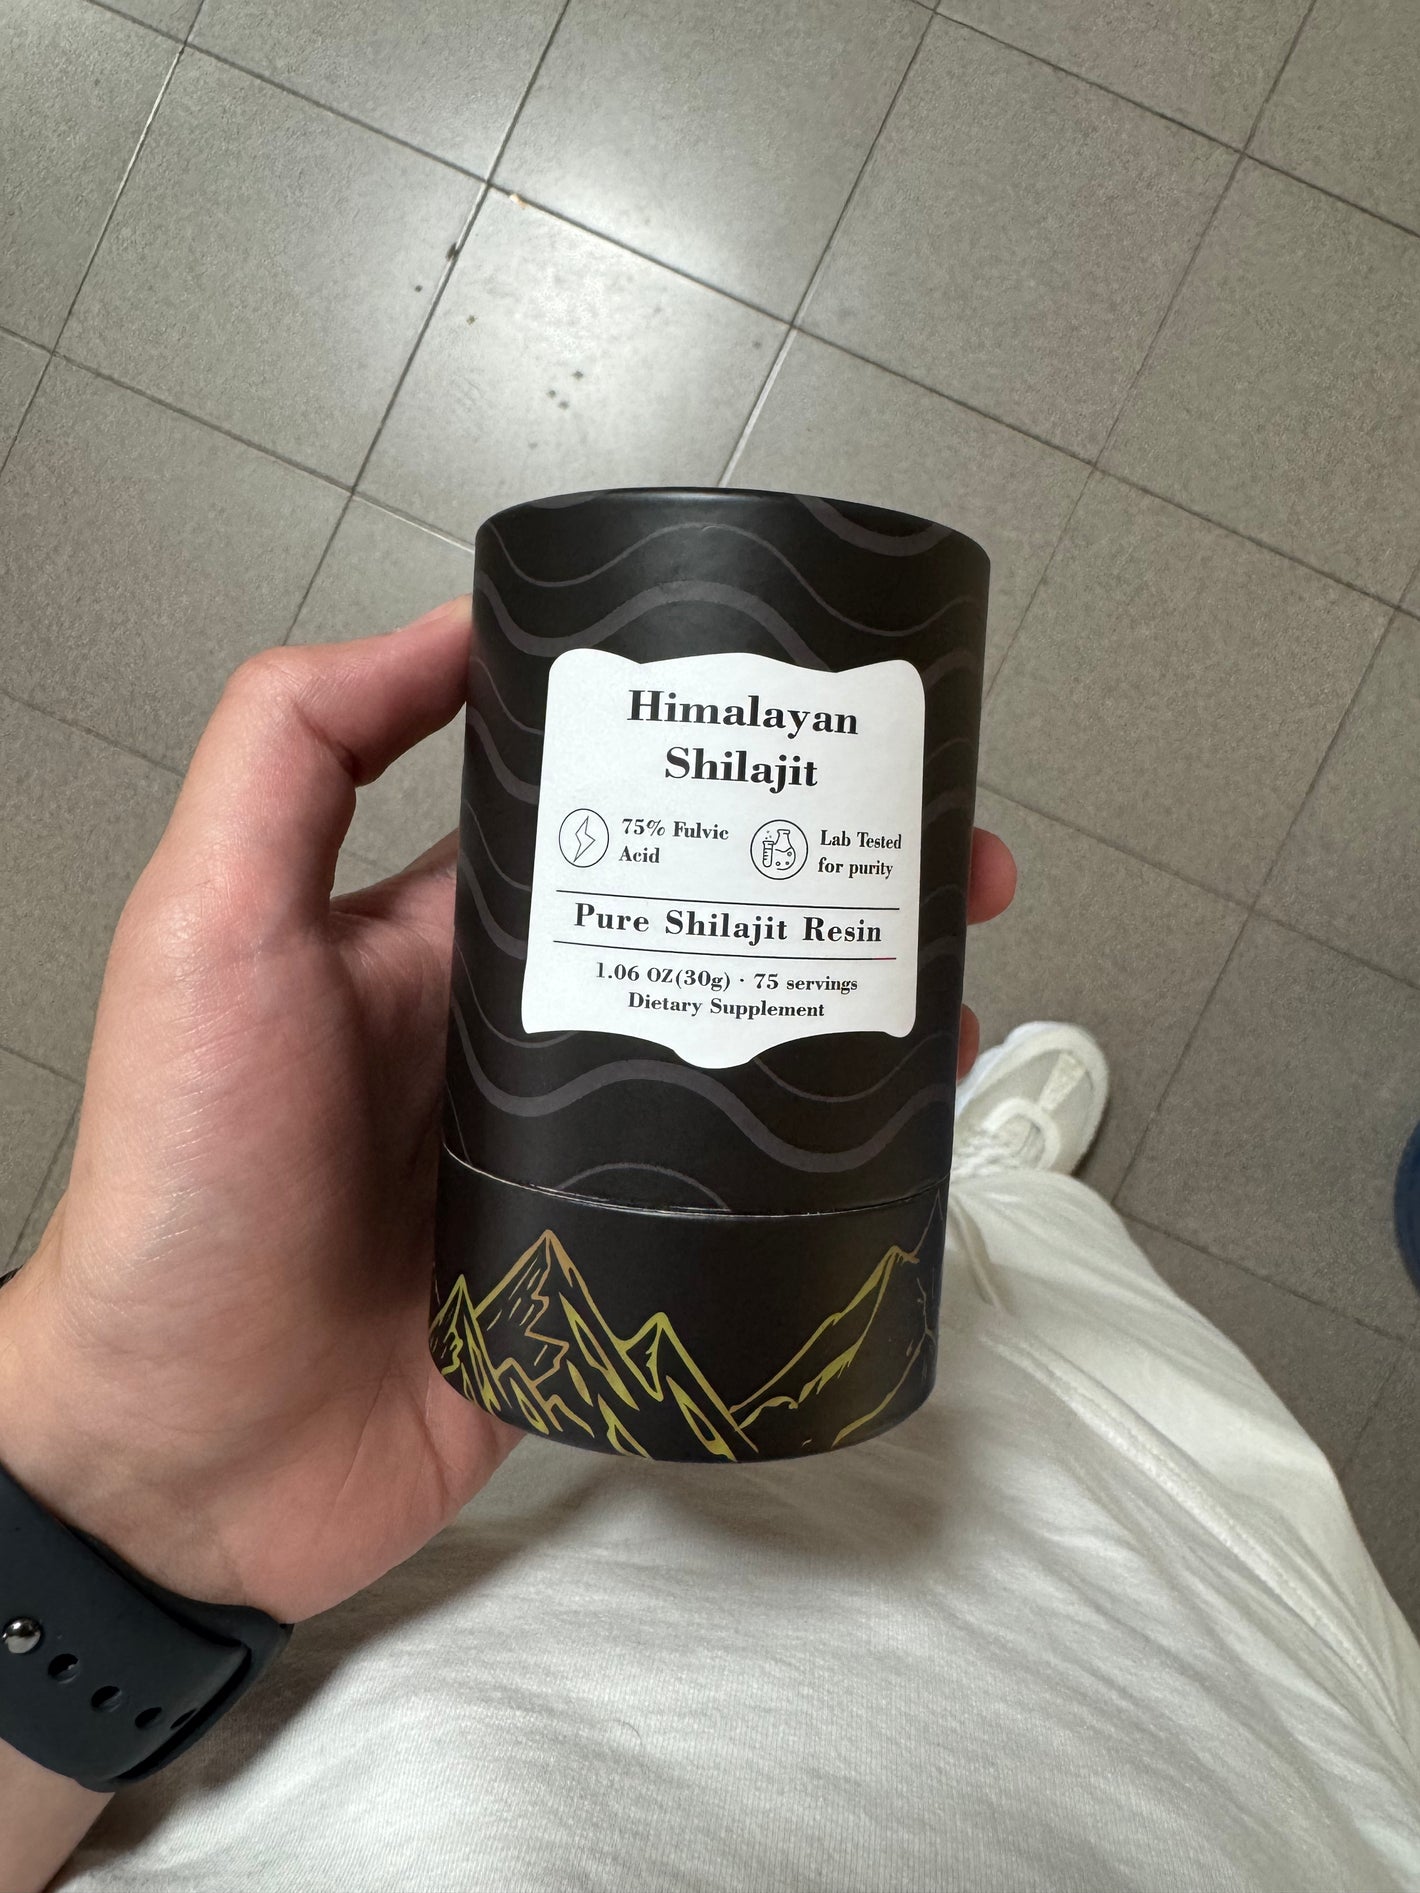 Himalayan
Shilajit
75% Fulvic
Acid
Lab Tested
for purity
Pure Shilajit Resin
1.06 OZ(30g) · 75 servings
Dietary Supplement